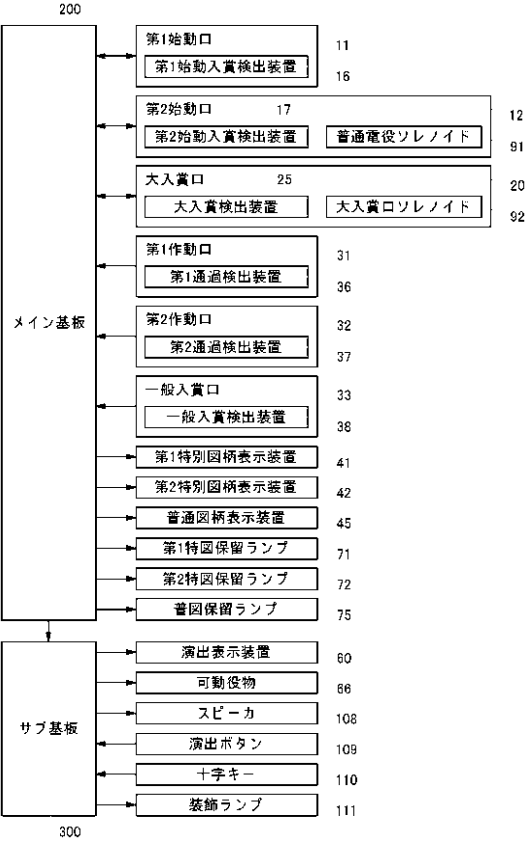 200
第1始動口 11
第1始動入賞検出装置 16
第2始動口 17 12
第2始動入賞検出装置 普通電役ソレノイド 91
大入賞口 25 20
大入賞検出装置 大入賞口ソレノイド 92
第1作動口 31
第1通過検出装置 36
メイン基板
第2作動口 32
第2通過検出装置 37
一般入賞口 33
一般入賞検出装置 38
第1特別図柄表示装置 41
第2特別図柄表示装置 42
普通図柄表示装置 45
第1特図保留ランプ 71
第2特図保留ランプ 72
普図保留ランプ 75
演出表示装置 60
可動役物 66
スピーカ 108
サブ基板
演出ボタン 109
十字キー 110
装飾ランプ 111
300